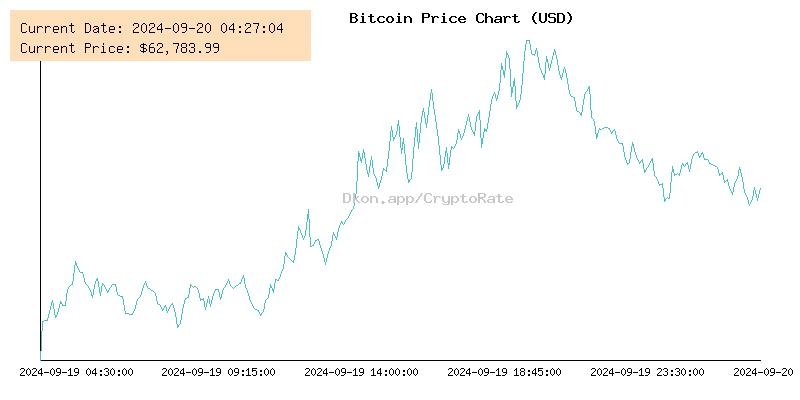 Bitcoin Price Chart (USD)
Current Date: 2024-09-20 04:27:04
Current Price: $62,783.99
Dkon.app/CryptoRate
2024-09-19 04:30:00 2024-09-19 09:15:00 2024-09-19 14:00:00 2024-09-19 18:45:00 2024-09-19 23:30:00 2024-09-20